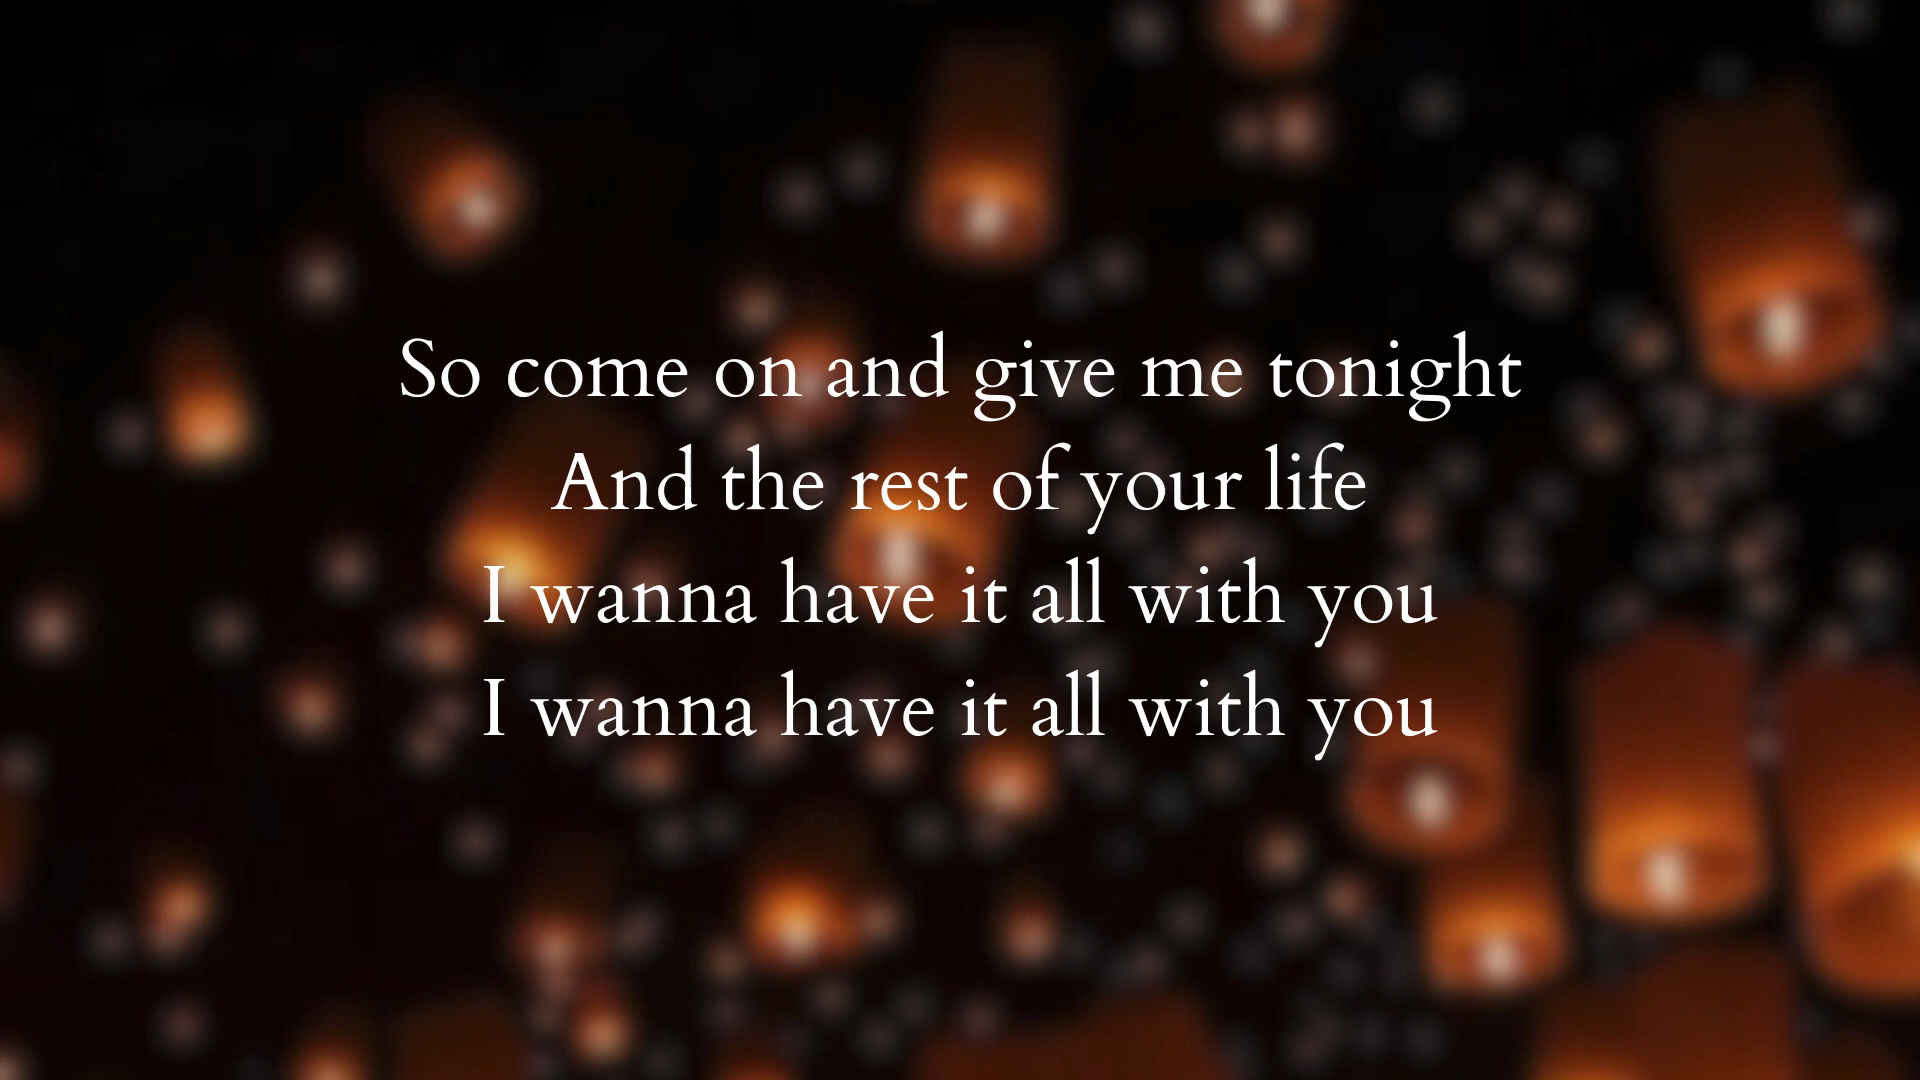 So come on and give me tonight
And the rest of your life
I wanna have it all with you
I wanna have it all with you